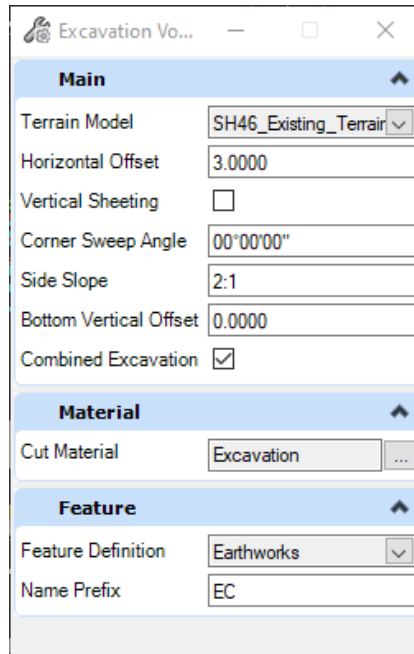 Excavation Vo...
Main
Terrain Model SH46_Existing_Terrain
Horizontal Offset 3.0000
Vertical Sheeting
Corner Sweep Angle 00°00'00"
Side Slope 2:1
Bottom Vertical Offset 0.0000
Combined Excavation
Material
Cut Material Excavation ...
Feature
Feature Definition Earthworks
Name Prefix EC